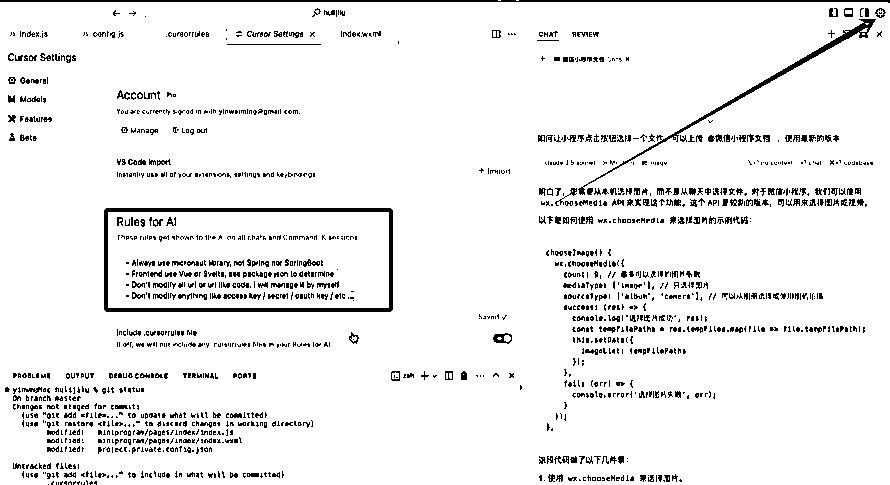 hulijilu
index.js
config.js
.cursorrules
Cursor Settings
index.wxml
CHAT
REVIEW
Cursor Settings
General
Models
Features
Beta
Account Pro
You are currently signed in with yinwaiming@gmail.com.
Manage
Log out
VS Code Import
Instantly use all of your extensions, settings and keybindings
+ Import
Rules for AI
These rules get shown to the AI on all chats and Command K sessions.
- Always use micronaut library, not Spring nor SpringBoot
- Frontend use Vue or Svelte, see package.json to determine
- Don't modify all url or url like code, I will manage it by myself
- Don't modify anything like access key / secret / oauth key / etc ...
Saved ✓
Include .cursorrules file
If off, we will not include any .cursorrules files in your Rules for AI.
PROBLEMS
OUTPUT
DEBUG CONSOLE
TERMINAL
PORTS
zsh
hulijilu % git status
On branch master
Changes not staged for commit:
(use "git add <file>..." to update what will be committed)
(use "git restore <file>..." to discard changes in working directory)
modified: miniprogram/pages/index/index.js
modified: miniprogram/pages/index/index.wxml
modified: project.private.config.json
Untracked files:
(use "git add <file>..." to include in what will be committed)
.cursorrules
微信小程序文档
如何让小程序点击按钮选择一个文件，可以上传 @微信小程序文档 ，使用最新的版本
image
no context
chat
codebase
明白了，您需要从本机选择图片，而不是从聊天中选择文件。对于微信小程序，我们可以使用
wx.chooseMedia API 来实现这个功能。这个 API 是较新的版本，可以用来选择图片或视频。
以下是如何使用 wx.chooseMedia 来选择图片的示例代码：
chooseImage() {
wx.chooseMedia({
count: 9, // 最多可以选择的图片张数
mediaType: ['image'], // 只选择图片
sourceType: ['album', 'camera'], // 可以从相册选择或使用相机拍摄
success: (res) => {
console.log('选择图片成功', res);
const tempFilePaths = res.tempFiles.map(file => file.tempFilePath);
this.setData({
imageList: tempFilePaths
});
},
fail: (err) => {
console.error('选择图片失败', err);
}
});
},
这段代码做了以下几件事：
1. 使用 wx.chooseMedia 来选择图片。